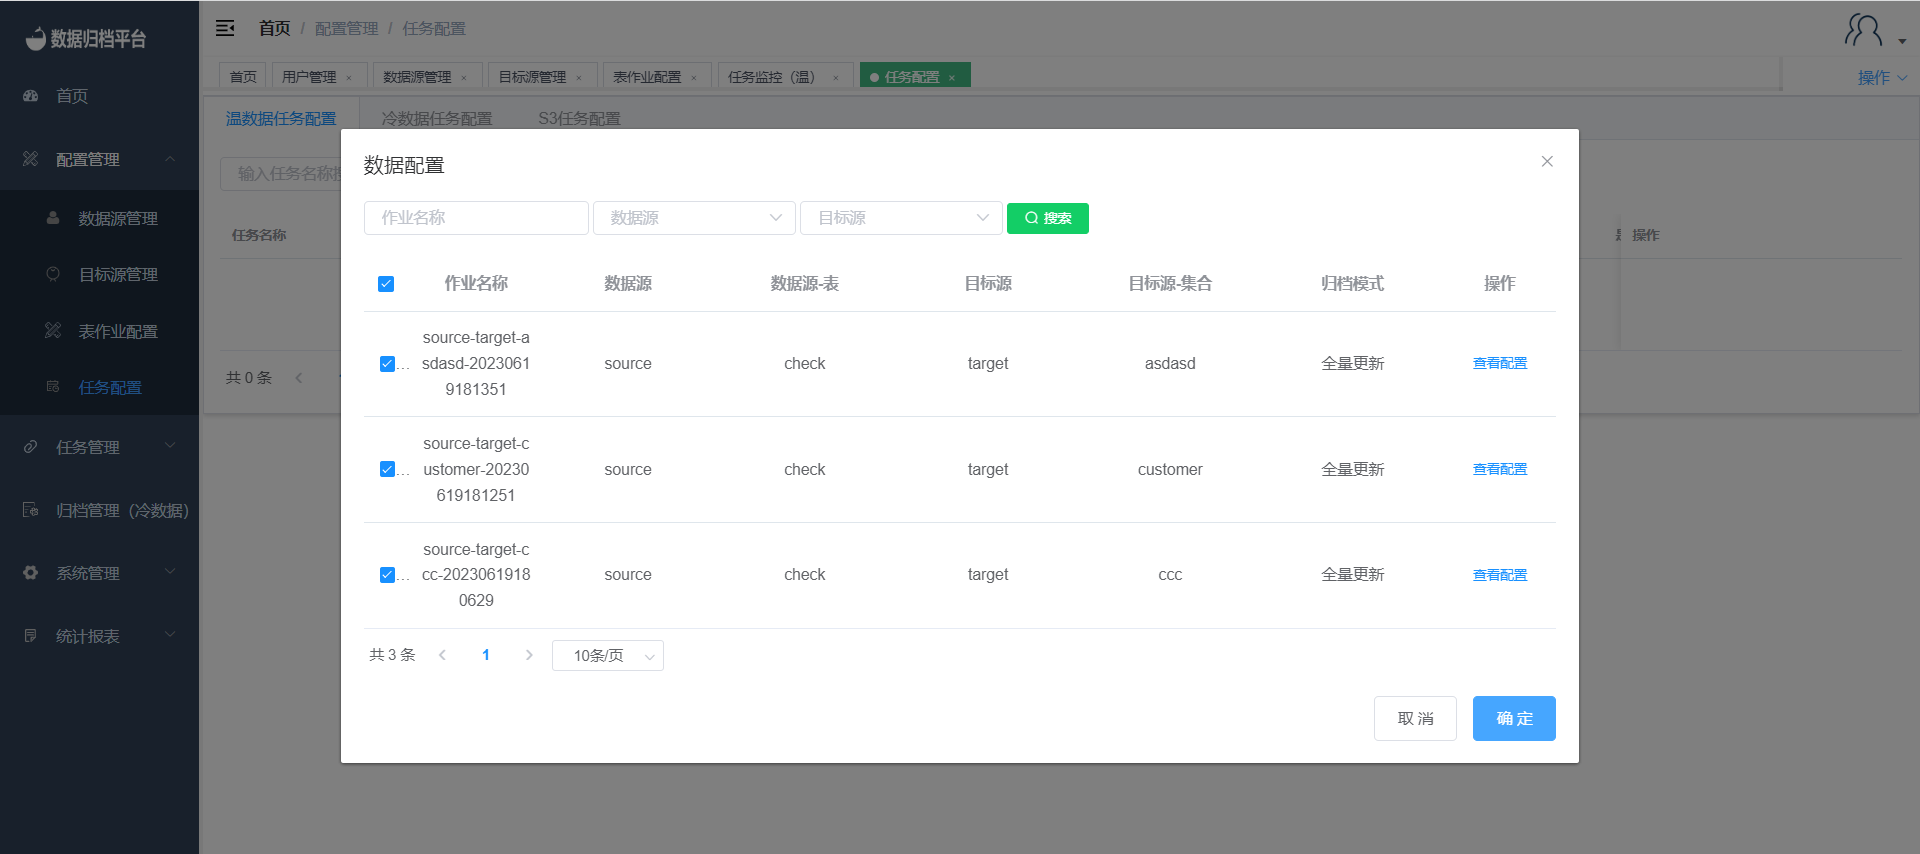 数据归档平台
首页
配置管理
数据源管理
目标源管理
表作业配置
任务配置
任务管理
归档管理（冷数据）
系统管理
统计报表
首页 / 配置管理 / 任务配置
首页 用户管理 × 数据源管理 × 目标源管理 × 表作业配置 × 任务监控（温） × 任务配置 × 操作
温数据任务配置 冷数据任务配置 S3任务配置
输入任务名称
任务名称 操作
共 0 条
数据配置
作业名称 数据源 目标源 搜索
作业名称 数据源 数据源-表 目标源 目标源-集合 归档模式 操作
source-target-a
... sdasd-2023061 source check target asdasd 全量更新 查看配置
9181351
source-target-c
... ustomer-20230 source check target customer 全量更新 查看配置
619181251
source-target-c
... cc-2023061918 source check target ccc 全量更新 查看配置
0629
共 3 条 1 10条/页
取 消 确 定